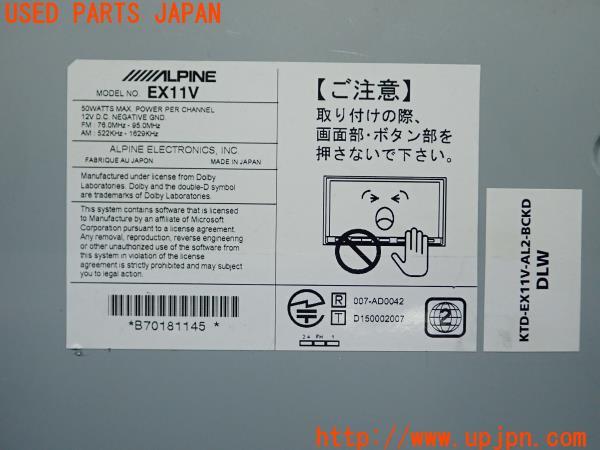 USED PARTS JAPAN
ALPINE
MODEL NO. EX11V
50WATTS MAX. POWER PER CHANNEL
12V D.C. NEGATIVE GND.
FM : 76.0MHz - 95.0MHz
AM : 522KHz - 1629KHz
ALPINE ELECTRONICS, INC.
FABRIQUE AU JAPON MADE IN JAPAN
Manufactured under license from Dolby
Laboratories. Dolby and the double-D symbol
are trademarks of Dolby Laboratories.
This system contains software that is licensed
to Manufacture by an affiliate of Microsoft
Corporation pursuant to a license agreement.
Any removal, reproduction, reverse engineering
or other unauthorized use of the software from
this system in violation of the license
agreement is strictly prohibited and may subject
you to legal action.
*B70181145 *
【ご注意】
取り付けの際、
画面部・ボタン部を
押さないで下さい。
R 007-AD0042
T D150002007
2.4 FH 1
2
KTD-EX11V-AL2-BCKD
DLW
UPJ http://www.upjpn.com